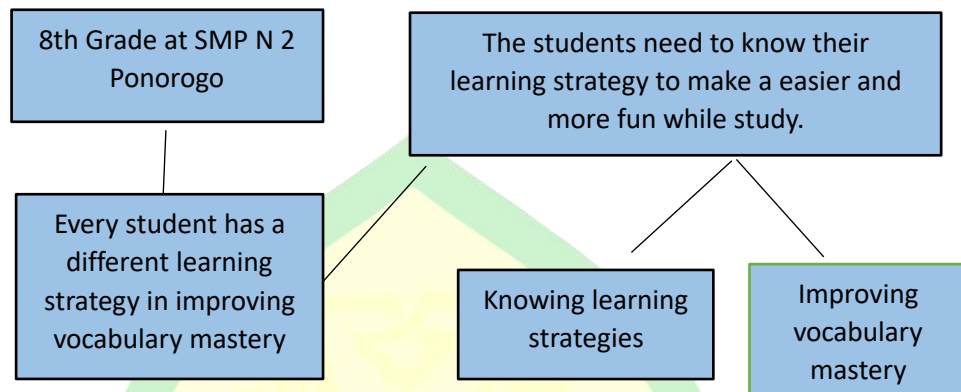 8th Grade at SMP N 2
Ponorogo
The students need to know their
learning strategy to make a easier and
more fun while study.
Every student has a
different learning
strategy in improving
vocabulary mastery
Knowing learning
strategies
Improving
vocabulary
mastery